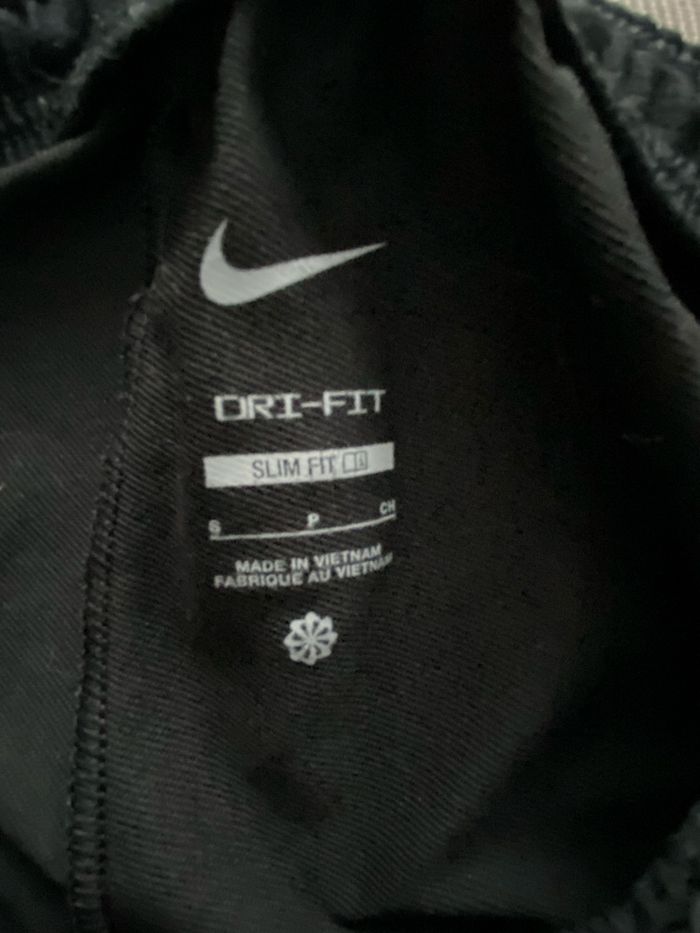 DRI-FIT
SLIM FIT
S P CH
MADE IN VIETNAM
FABRIQUE AU VIETNAM